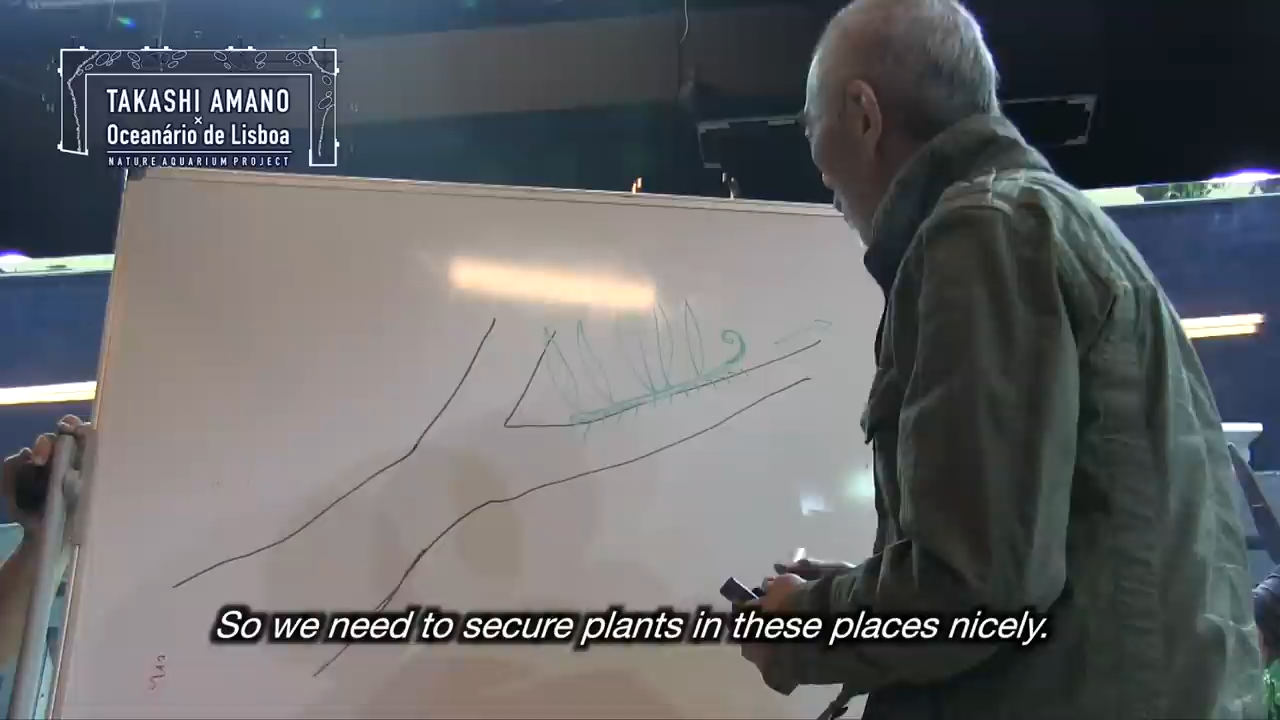 TAKASHI AMANO
×
Oceanário de Lisboa
NATURE AQUARIUM PROJECT
So we need to secure plants in these places nicely.